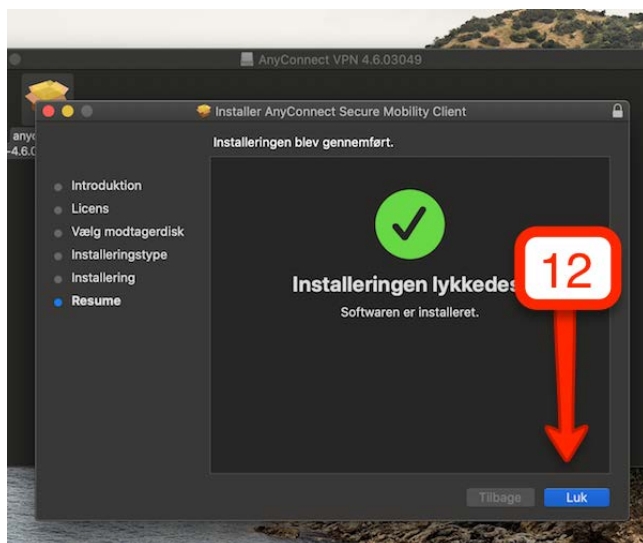 AnyConnect VPN 4.6.03049
Installer AnyConnect Secure Mobility Client
Installeringen blev gennemført.
Introduktion
Licens
Vælg modtagerdisk
Installeringstype
Installering
Resume
Installeringen lykkedes
Softwaren er installeret.
12
Tilbage
Luk